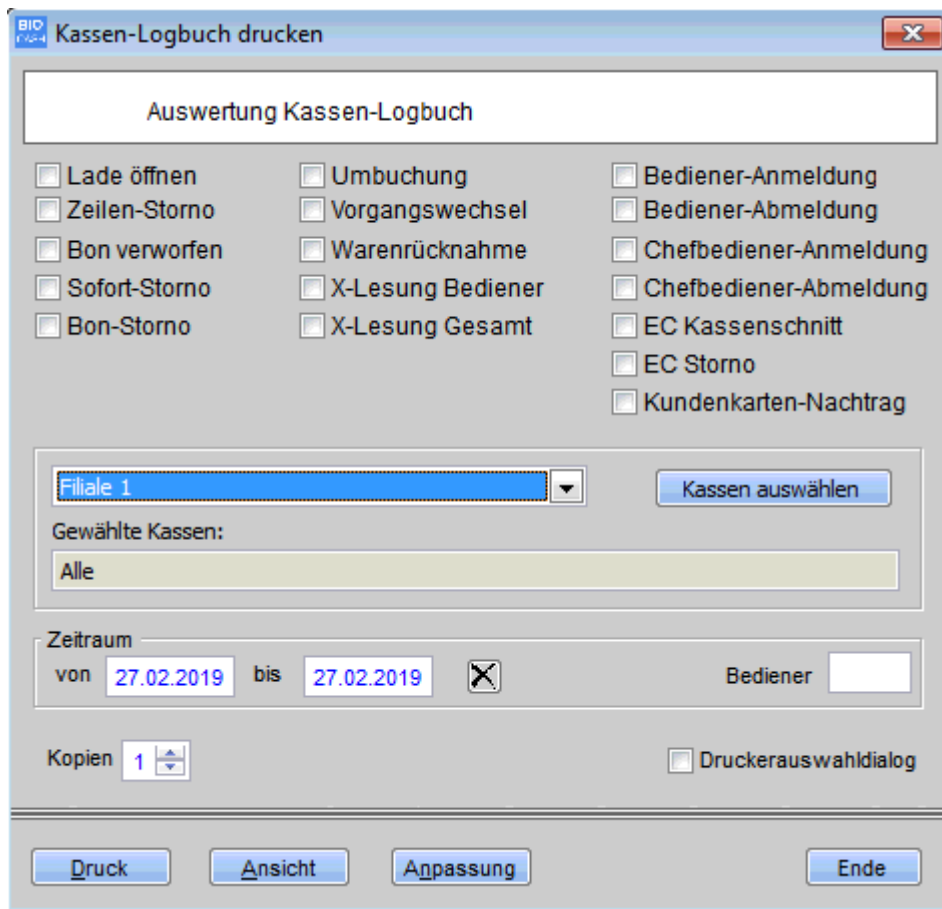 BIO
CASH
Kassen-Logbuch drucken
Auswertung Kassen-Logbuch
Lade öffnen
Umbuchung
Bediener-Anmeldung
Zeilen-Storno
Vorgangswechsel
Bediener-Abmeldung
Bon verworfen
Warenrücknahme
Chefbediener-Anmeldung
Sofort-Storno
X-Lesung Bediener
Chefbediener-Abmeldung
Bon-Storno
X-Lesung Gesamt
EC Kassenschnitt
EC Storno
Kundenkarten-Nachtrag
Filiale 1
Kassen auswählen
Gewählte Kassen:
Alle
Zeitraum
von 27.02.2019 bis 27.02.2019
Bediener
Kopien 1
Druckerauswahldialog
Druck
Ansicht
Anpassung
Ende